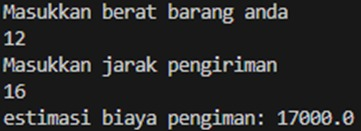 Masukkan berat barang anda
12
Masukkan jarak pengiriman
16
estimasi biaya pengiman: 17000.0